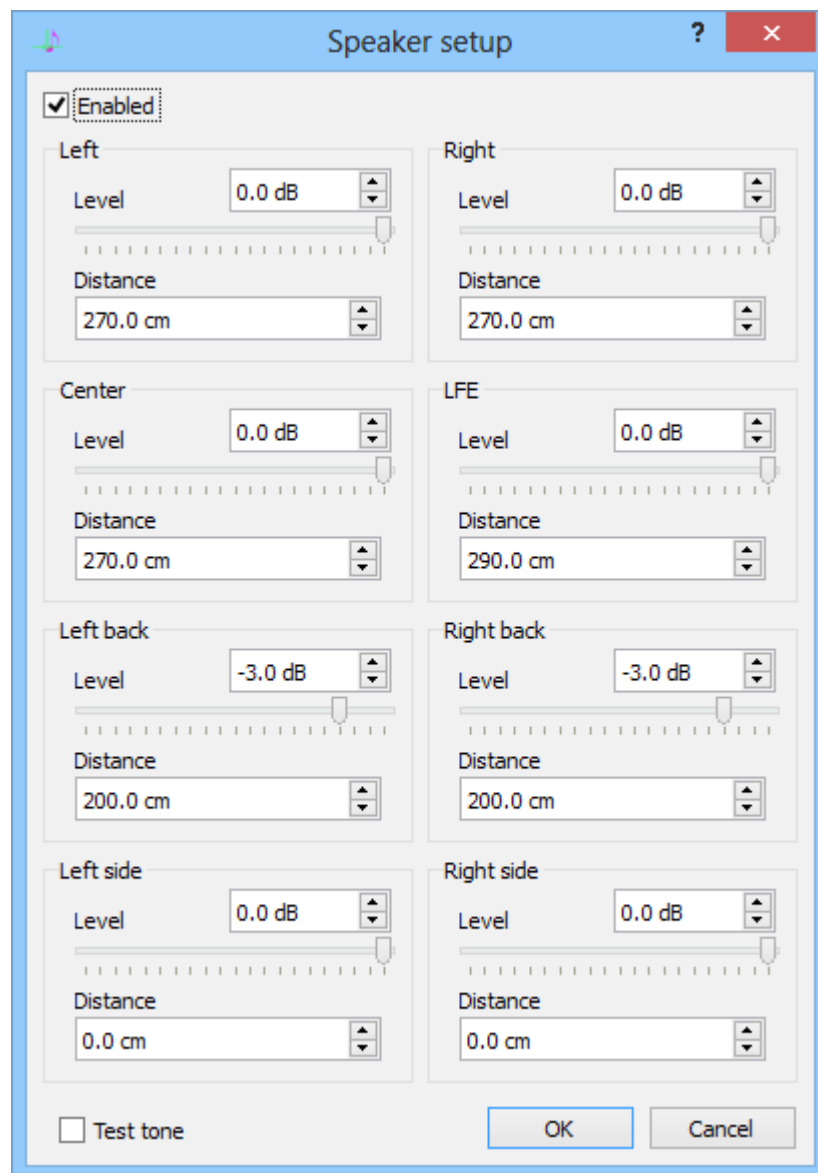 Speaker setup ?
Enabled
Left Right
Level 0.0 dB Level 0.0 dB
Distance Distance
270.0 cm 270.0 cm
Center LFE
Level 0.0 dB Level 0.0 dB
Distance Distance
270.0 cm 290.0 cm
Left back Right back
Level -3.0 dB Level -3.0 dB
Distance Distance
200.0 cm 200.0 cm
Left side Right side
Level 0.0 dB Level 0.0 dB
Distance Distance
0.0 cm 0.0 cm
Test tone OK Cancel